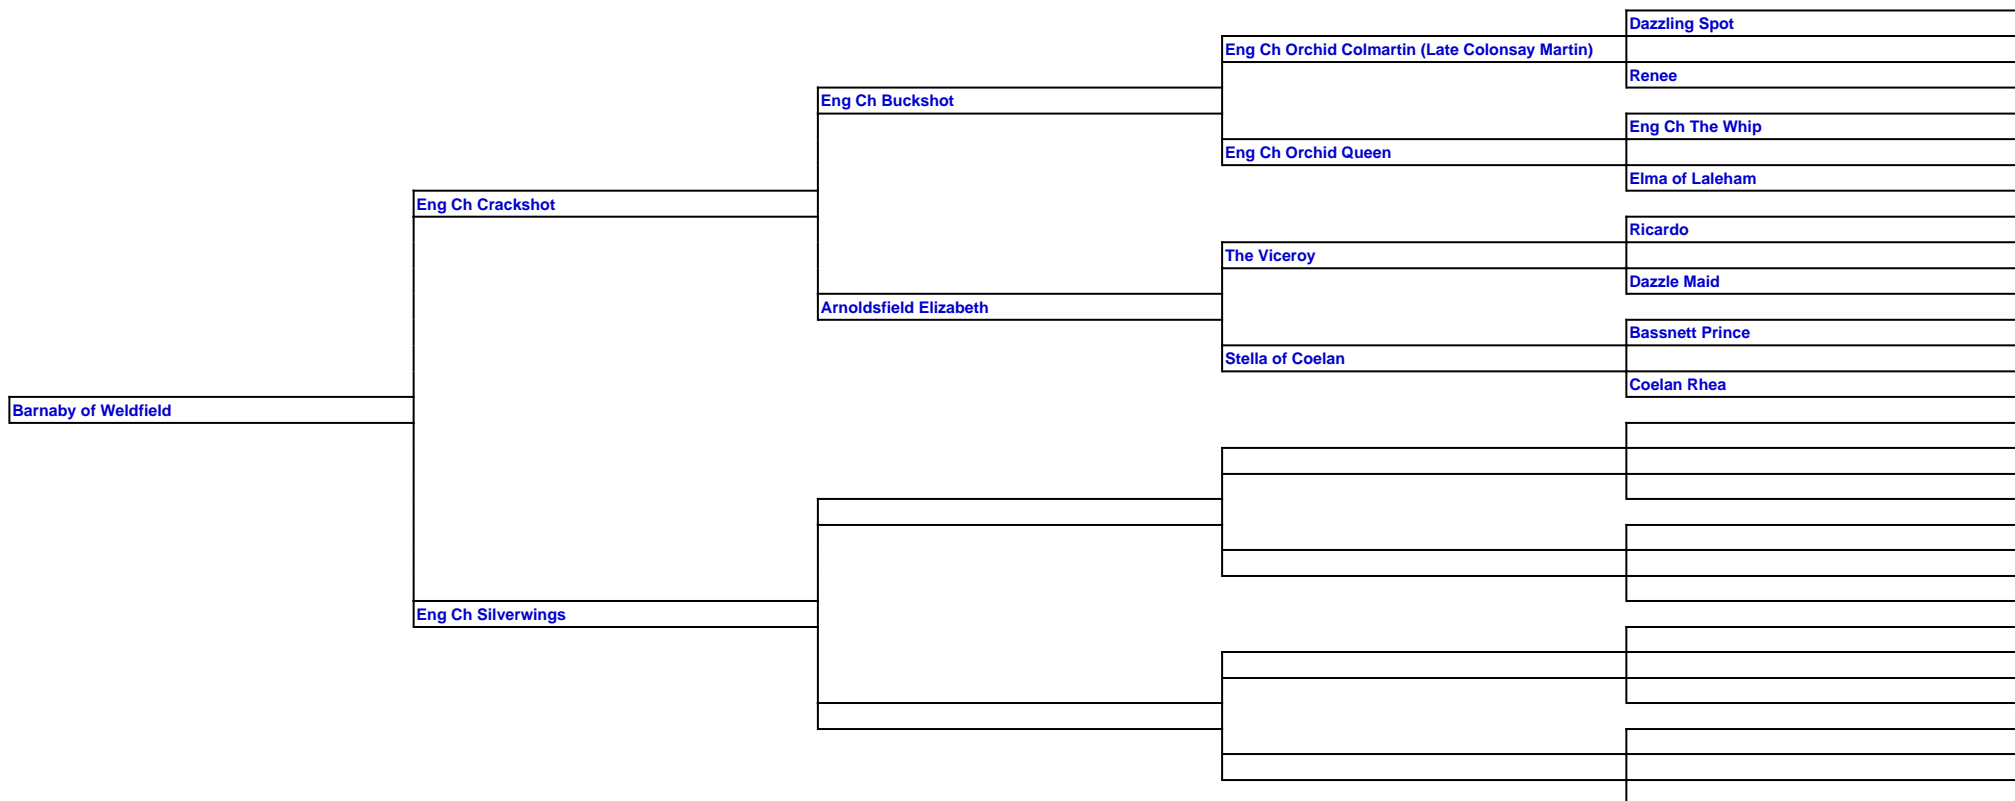 Dazzling Spot
Eng Ch Orchid Colmartin (Late Colonsay Martin)
Renee
Eng Ch Buckshot
Eng Ch The Whip
Eng Ch Orchid Queen
Elma of Laleham
Eng Ch Crackshot
Ricardo
The Viceroy
Dazzle Maid
Arnoldsfield Elizabeth
Bassnett Prince
Stella of Coelan
Coelan Rhea
Barnaby of Weldfield
Eng Ch Silverwings